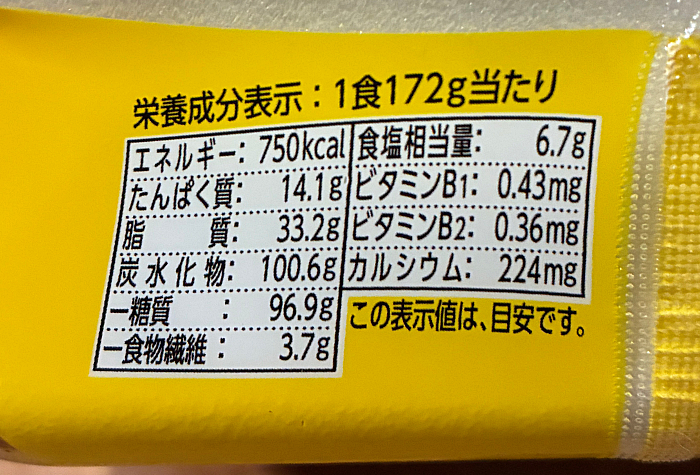 栄養成分表示：1食172g当たり
エネルギー： 750kcal
たんぱく質： 14.1g
脂質： 33.2g
炭水化物： 100.6g
－糖質： 96.9g
－食物繊維： 3.7g
食塩相当量： 6.7g
ビタミンB1： 0.43mg
ビタミンB2： 0.36mg
カルシウム： 224mg
この表示値は、目安です。